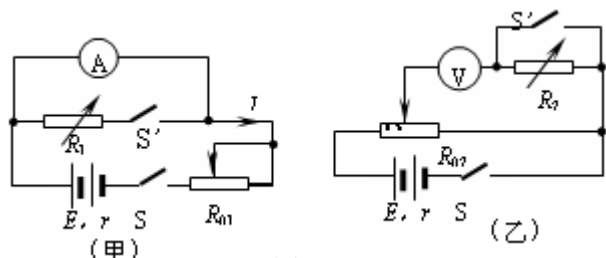 A
R₁
S′
I
E, r
S
R₀₁
(甲)
S′
V
R₂
R₀₂
E, r
S
(乙)